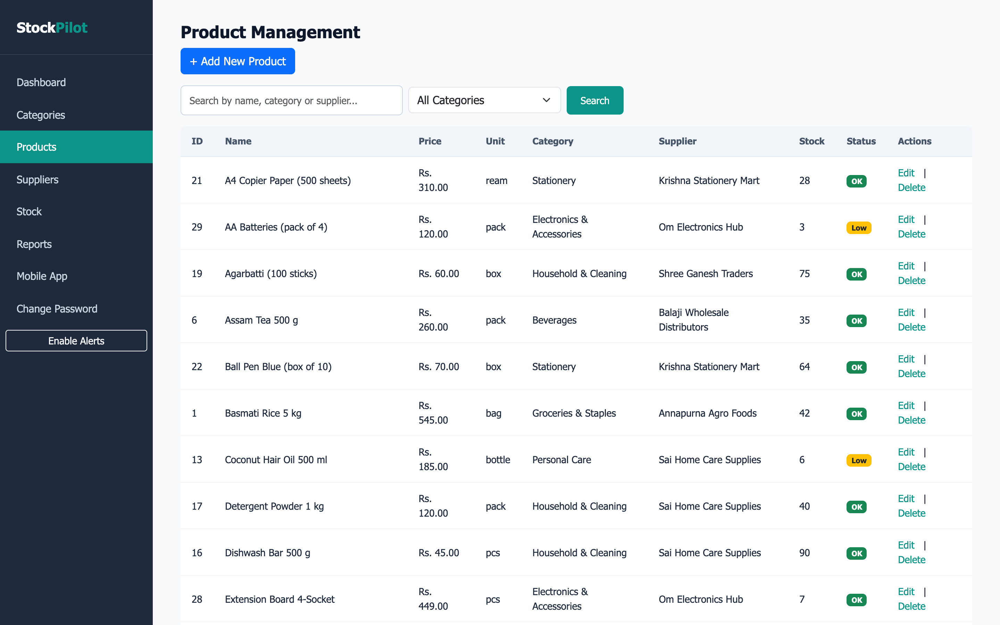 StockPilot
Dashboard
Categories
Products
Suppliers
Stock
Reports
Mobile App
Change Password
Enable Alerts
Product Management
+ Add New Product
Search by name, category or supplier...
All Categories
Search
ID Name Price Unit Category Supplier Stock Status Actions
21 A4 Copier Paper (500 sheets) Rs. 310.00 ream Stationery Krishna Stationery Mart 28 OK Edit | Delete
29 AA Batteries (pack of 4) Rs. 120.00 pack Electronics & Accessories Om Electronics Hub 3 Low Edit | Delete
19 Agarbatti (100 sticks) Rs. 60.00 box Household & Cleaning Shree Ganesh Traders 75 OK Edit | Delete
6 Assam Tea 500 g Rs. 260.00 pack Beverages Balaji Wholesale Distributors 35 OK Edit | Delete
22 Ball Pen Blue (box of 10) Rs. 70.00 box Stationery Krishna Stationery Mart 64 OK Edit | Delete
1 Basmati Rice 5 kg Rs. 545.00 bag Groceries & Staples Annapurna Agro Foods 42 OK Edit | Delete
13 Coconut Hair Oil 500 ml Rs. 185.00 bottle Personal Care Sai Home Care Supplies 6 Low Edit | Delete
17 Detergent Powder 1 kg Rs. 120.00 pack Household & Cleaning Sai Home Care Supplies 40 OK Edit | Delete
16 Dishwash Bar 500 g Rs. 45.00 pcs Household & Cleaning Sai Home Care Supplies 90 OK Edit | Delete
28 Extension Board 4-Socket Rs. 449.00 pcs Electronics & Accessories Om Electronics Hub 7 OK Edit | Delete